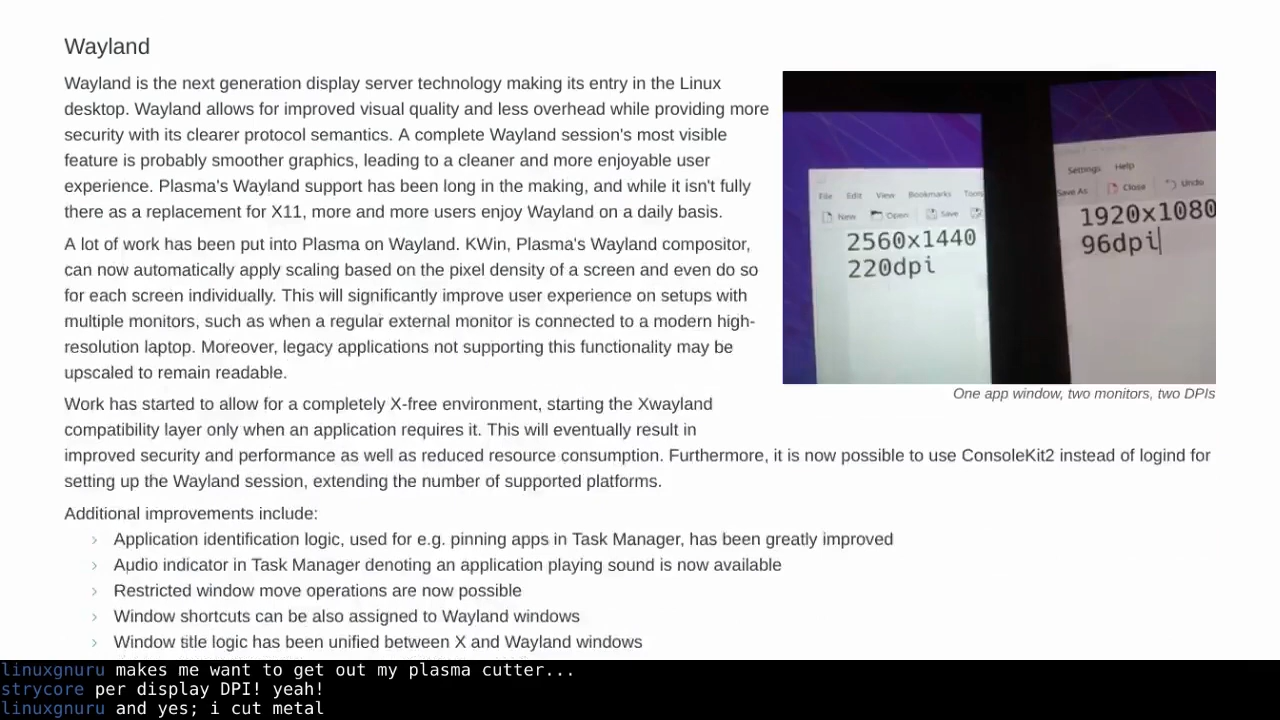 Wayland
Wayland is the next generation display server technology making its entry in the Linux
desktop. Wayland allows for improved visual quality and less overhead while providing more
security with its clearer protocol semantics. A complete Wayland session's most visible
feature is probably smoother graphics, leading to a cleaner and more enjoyable user
experience. Plasma's Wayland support has been long in the making, and while it isn't fully
there as a replacement for X11, more and more users enjoy Wayland on a daily basis.
A lot of work has been put into Plasma on Wayland. KWin, Plasma's Wayland compositor,
can now automatically apply scaling based on the pixel density of a screen and even do so
for each screen individually. This will significantly improve user experience on setups with
multiple monitors, such as when a regular external monitor is connected to a modern high-
resolution laptop. Moreover, legacy applications not supporting this functionality may be
upscaled to remain readable.
File Edit View Bookmarks Tools
New Open Save
2560x1440
220dpi
Settings Help
Save As Close Undo
1920x1080
96dpi
One app window, two monitors, two DPIs
Work has started to allow for a completely X-free environment, starting the Xwayland
compatibility layer only when an application requires it. This will eventually result in
improved security and performance as well as reduced resource consumption. Furthermore, it is now possible to use ConsoleKit2 instead of logind for
setting up the Wayland session, extending the number of supported platforms.
Additional improvements include:
› Application identification logic, used for e.g. pinning apps in Task Manager, has been greatly improved
› Audio indicator in Task Manager denoting an application playing sound is now available
› Restricted window move operations are now possible
› Window shortcuts can be also assigned to Wayland windows
› Window title logic has been unified between X and Wayland windows
linuxgnuru makes me want to get out my plasma cutter...
strycore per display DPI! yeah!
linuxgnuru and yes; i cut metal